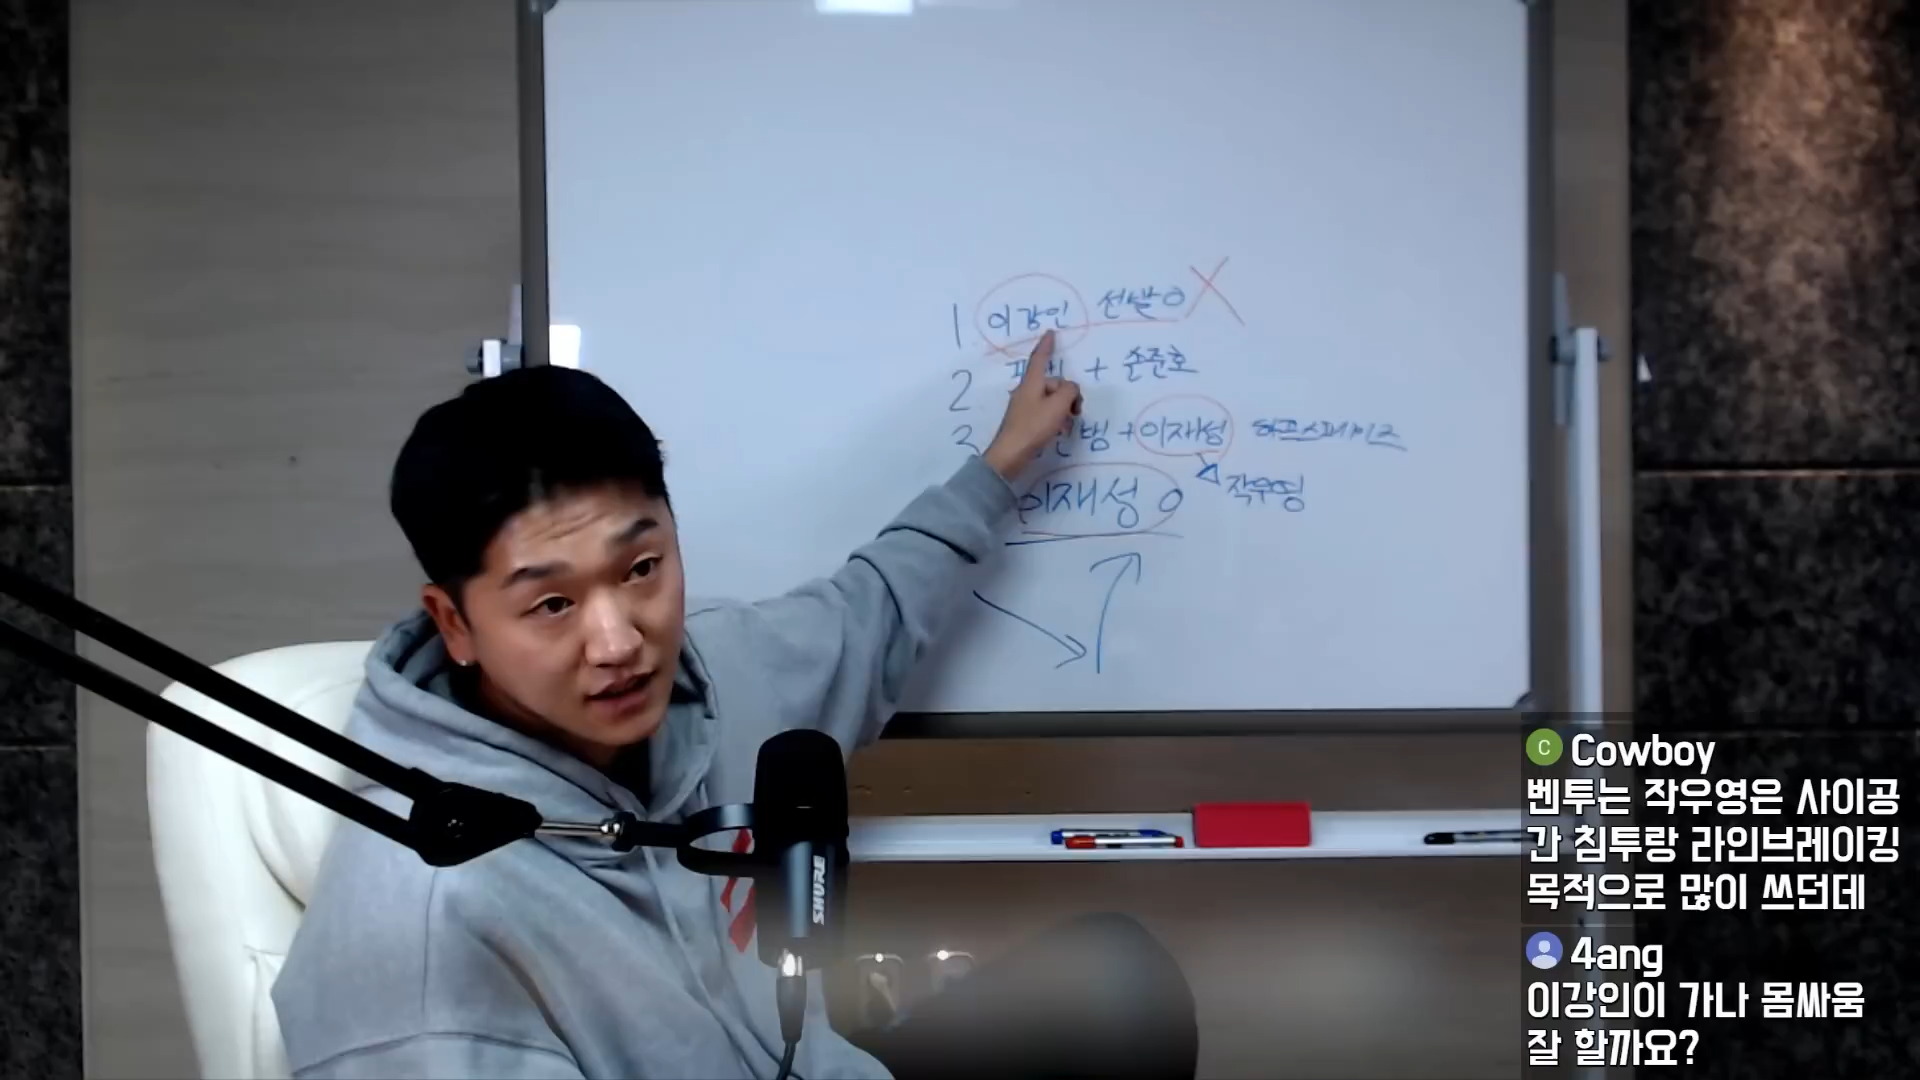 1 이강인 선발 O X
2 + 손준호
3 인범 + 이재성 하프스페이스
작우영
이재성 O
SHURE
C Cowboy
벤투는 작우영은 사이공
간 침투랑 라인브레이킹
목적으로 많이 쓰던데
4ang
이강인이 가나 몸싸움
잘 할까요?